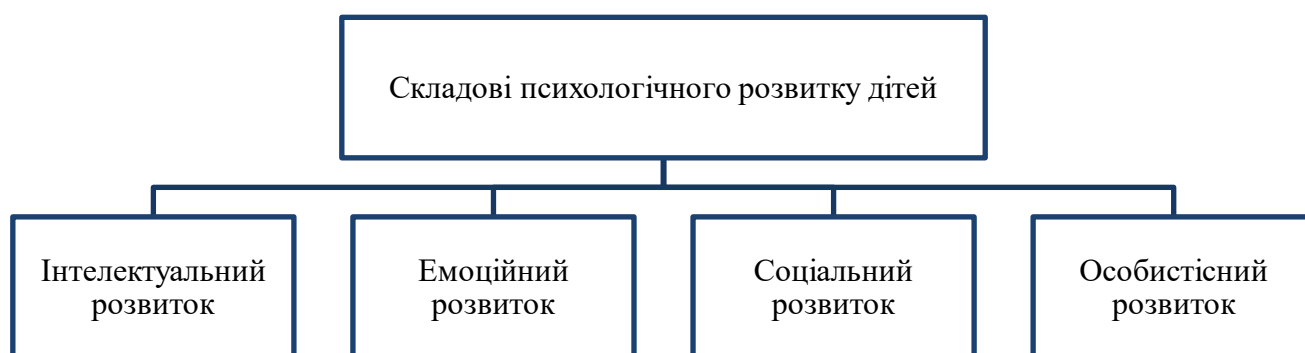 Складові психологічного розвитку дітей
Інтелектуальний
розвиток
Емоційний
розвиток
Соціальний
розвиток
Особистісний
розвиток